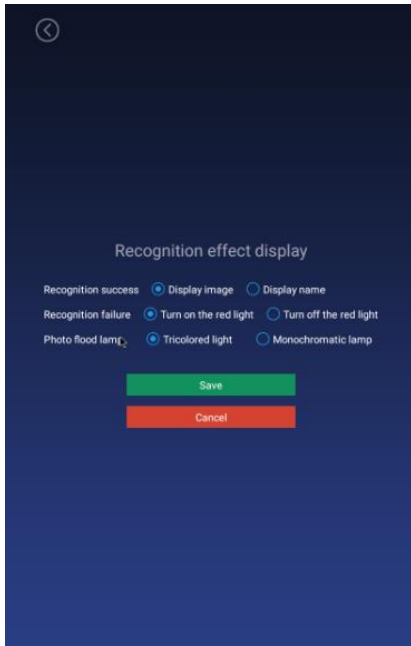 Recognition effect display
Recognition success Display image Display name
Recognition failure Turn on the red light Turn off the red light
Photo flood lamp Tricolored light Monochromatic lamp
Save
Cancel